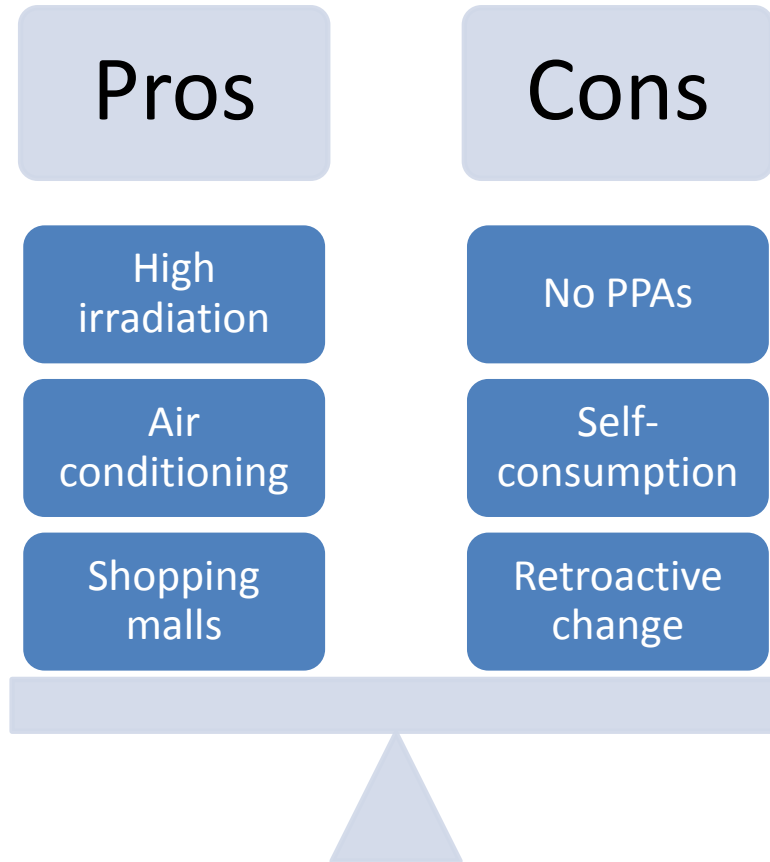 Pros
High
irradiation
Air
conditioning
Shopping
malls
Cons
No PPAs
Self-
consumption
Retroactive
change